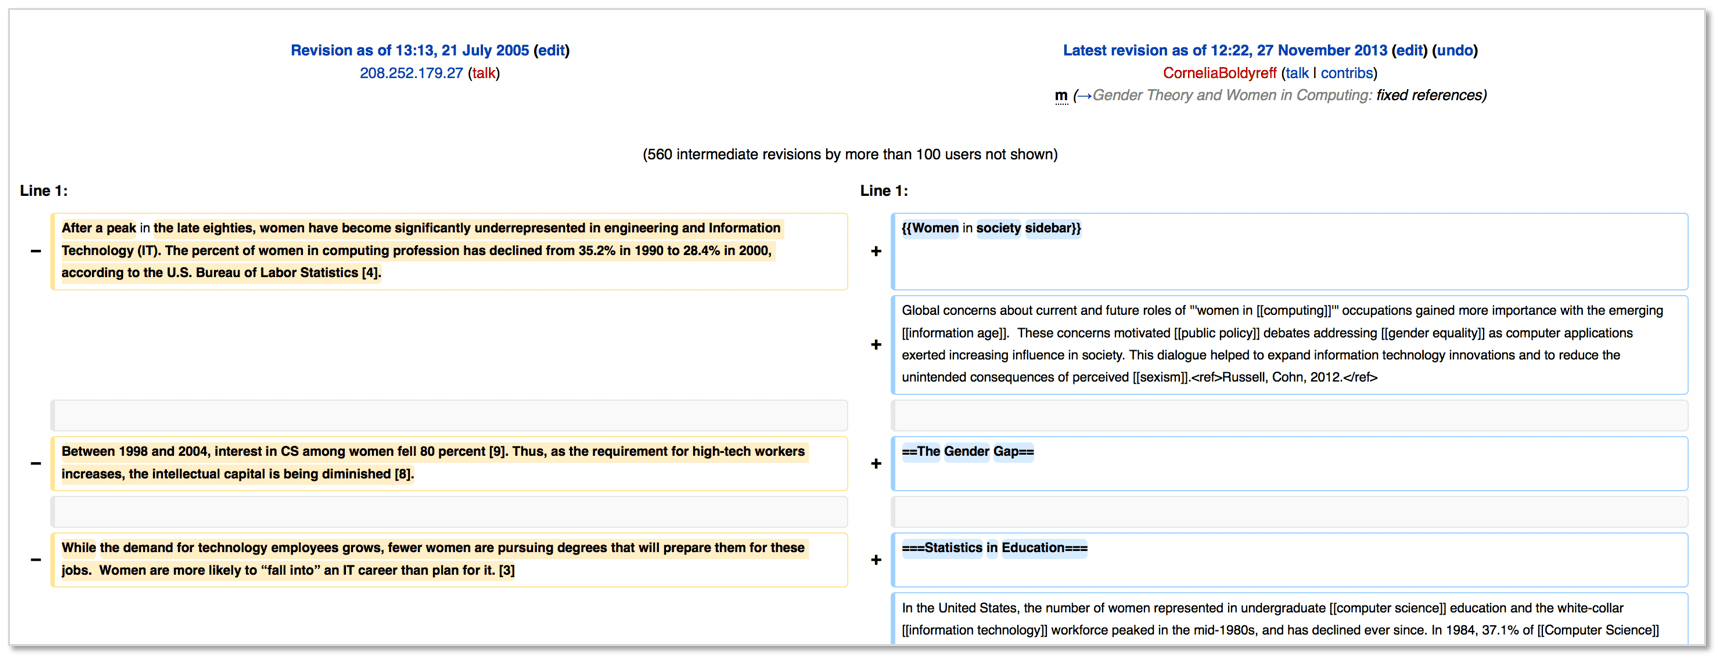 Revision as of 13:13, 21 July 2005 (edit)
208.252.179.27 (talk)
Latest revision as of 12:22, 27 November 2013 (edit) (undo)
CorneliaBoldyreff (talk | contribs)
m (→Gender Theory and Women in Computing: fixed references)
(560 intermediate revisions by more than 100 users not shown)
Line 1:
Line 1:
− After a peak in the late eighties, women have become significantly underrepresented in engineering and Information
Technology (IT). The percent of women in computing profession has declined from 35.2% in 1990 to 28.4% in 2000,
according to the U.S. Bureau of Labor Statistics [4].
+ {{Women in society sidebar}}
+ Global concerns about current and future roles of '"women in [[computing]]'" occupations gained more importance with the emerging
[[information age]].  These concerns motivated [[public policy]] debates addressing [[gender equality]] as computer applications
exerted increasing influence in society. This dialogue helped to expand information technology innovations and to reduce the
unintended consequences of perceived [[sexism]].<ref>Russell, Cohn, 2012.</ref>
− Between 1998 and 2004, interest in CS among women fell 80 percent [9]. Thus, as the requirement for high-tech workers
increases, the intellectual capital is being diminished [8].
+ ==The Gender Gap==
− While the demand for technology employees grows, fewer women are pursuing degrees that will prepare them for these
jobs.  Women are more likely to “fall into” an IT career than plan for it. [3]
+ ===Statistics in Education===
In the United States, the number of women represented in undergraduate [[computer science]] education and the white-collar
[[information technology]] workforce peaked in the mid-1980s, and has declined ever since. In 1984, 37.1% of [[Computer Science]]